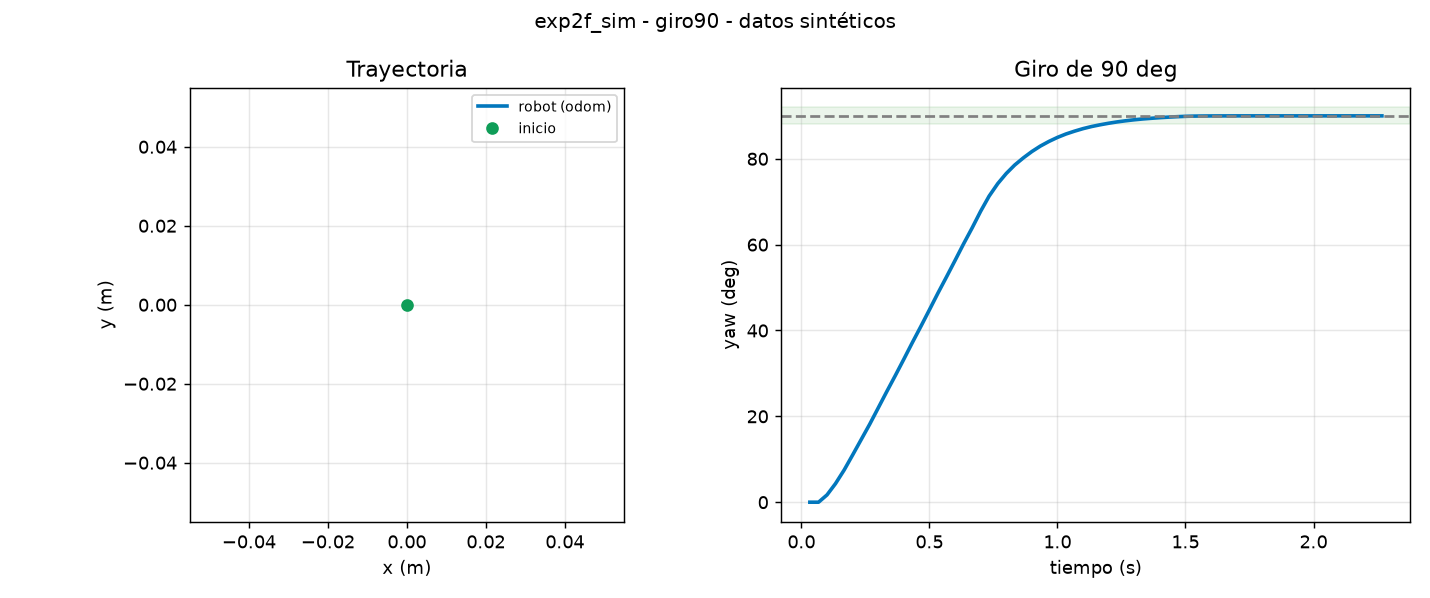 exp2f_sim - giro90 - datos sintéticos
Trayectoria
robot (odom)
inicio
0.04
0.02
0.00
−0.02
−0.04
y (m)
−0.04
−0.02
0.00
0.02
0.04
x (m)
Giro de 90 deg
80
60
40
20
0
yaw (deg)
0.0
0.5
1.0
1.5
2.0
tiempo (s)